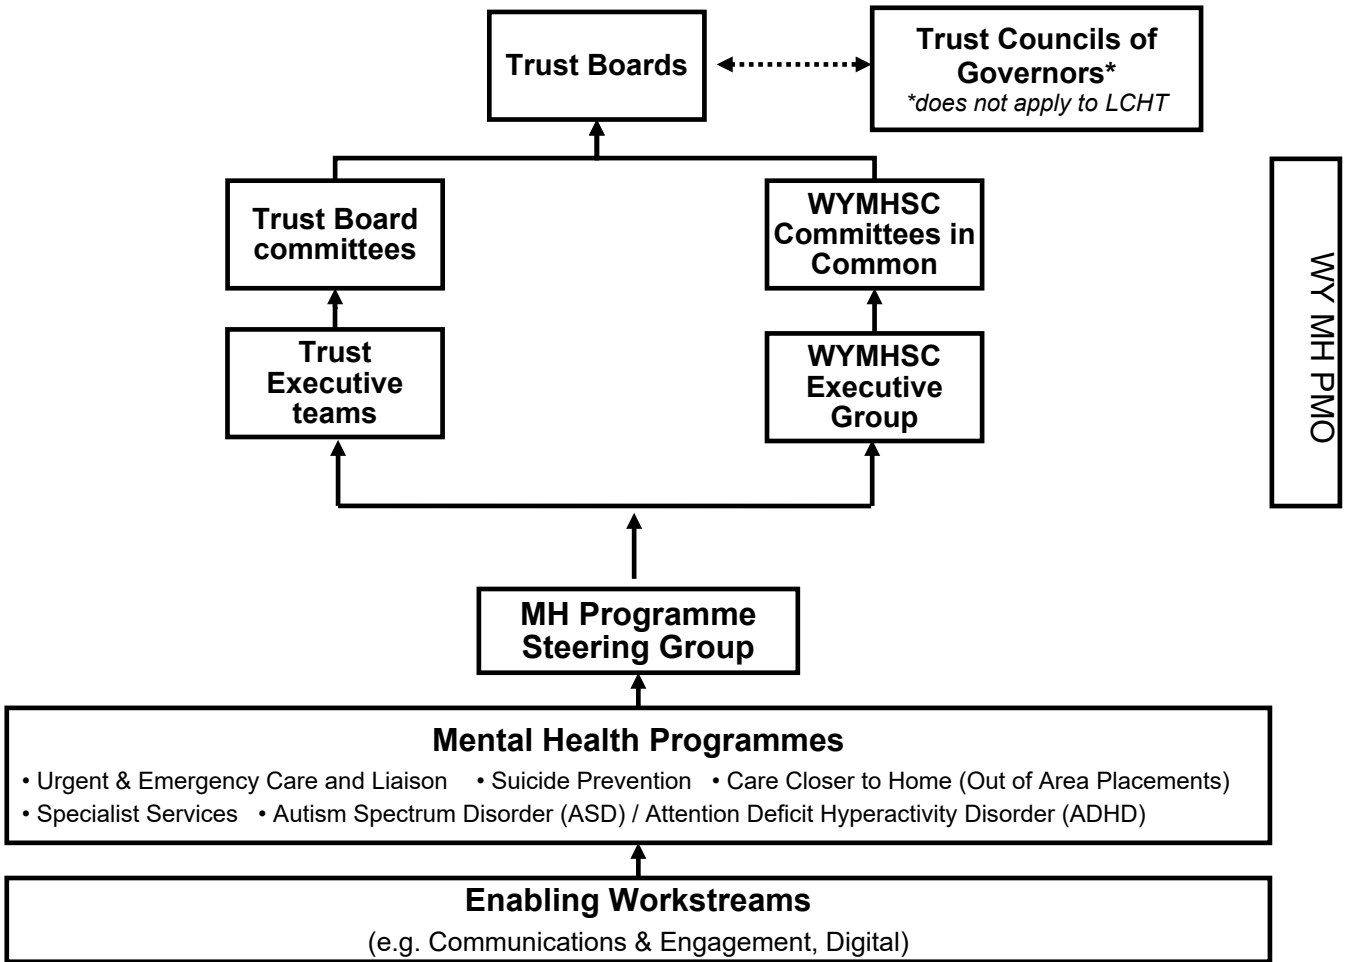 Trust Boards
Trust Councils of
Governors*
*does not apply to LCHT
Trust Board
committees
WYMHSC
Committees in
Common
Trust
Executive
teams
WYMHSC
Executive
Group
WY MH PMO
MH Programme
Steering Group
Mental Health Programmes
• Urgent & Emergency Care and Liaison • Suicide Prevention • Care Closer to Home (Out of Area Placements)
• Specialist Services • Autism Spectrum Disorder (ASD) / Attention Deficit Hyperactivity Disorder (ADHD)
Enabling Workstreams
(e.g. Communications & Engagement, Digital)